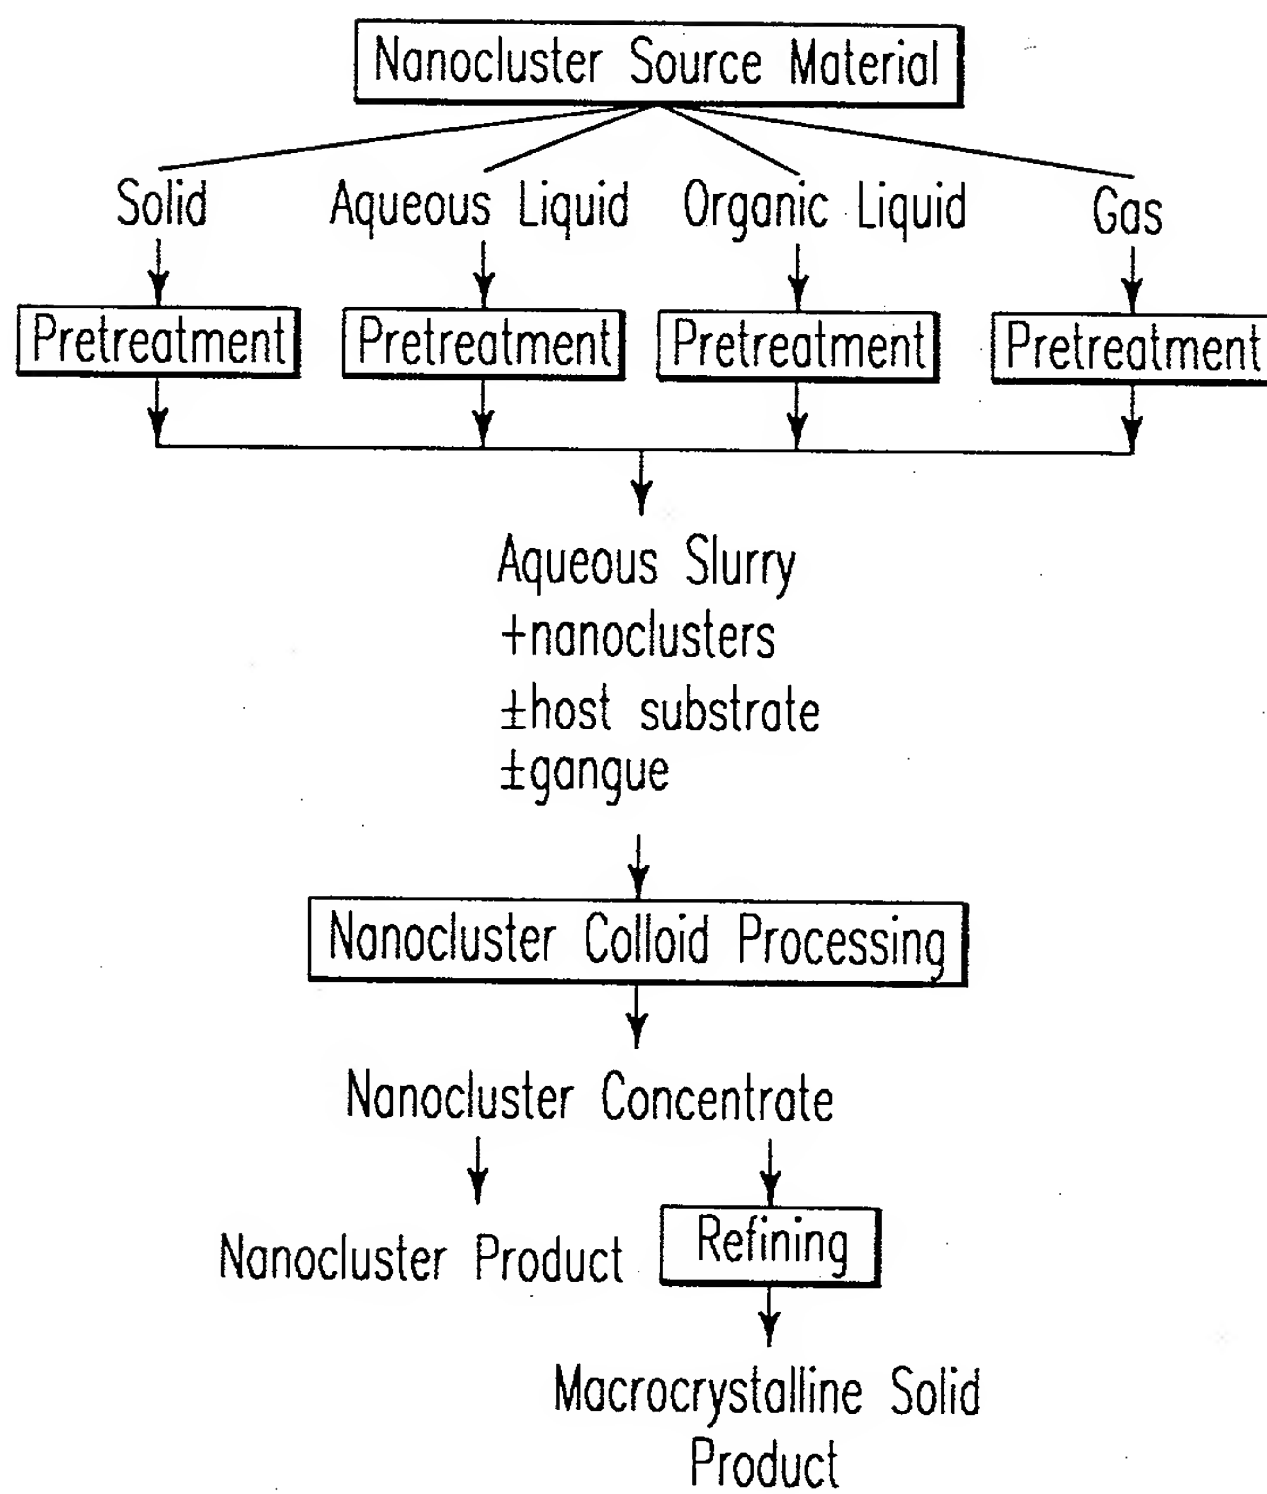 Nanocluster Source Material
Solid
Aqueous Liquid
Organic Liquid
Gas
Pretreatment
Pretreatment
Pretreatment
Pretreatment
Aqueous Slurry
+nanoclusters
±host substrate
±gangue
Nanocluster Colloid Processing
Nanocluster Concentrate
Nanocluster Product
Refining
Macrocrystalline Solid
Product